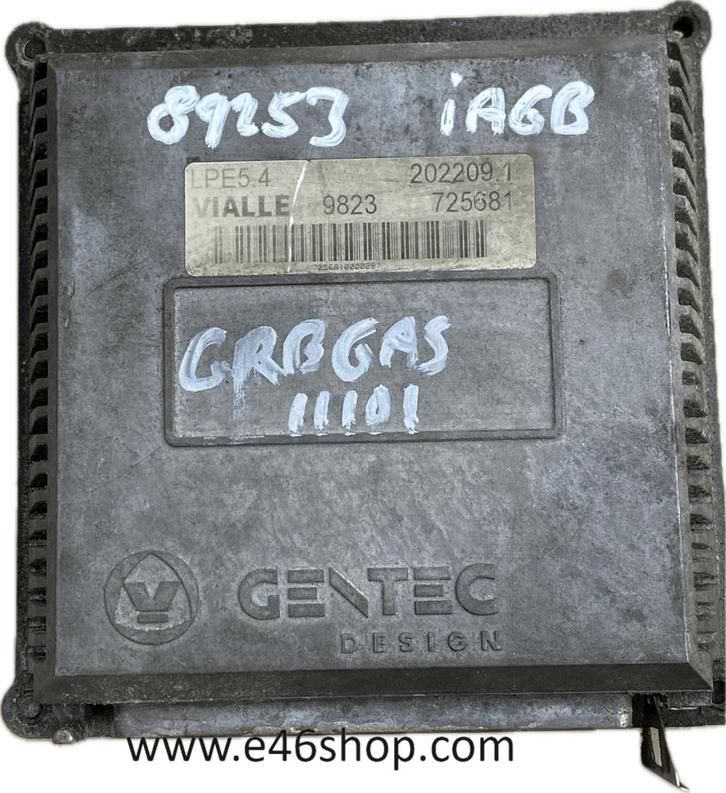 89253 iAGB
LPE5.4 202209.1
VIALLE 9823 725681
GRBGAS
11101
V GENTEC
DESIGN
www.e46shop.com